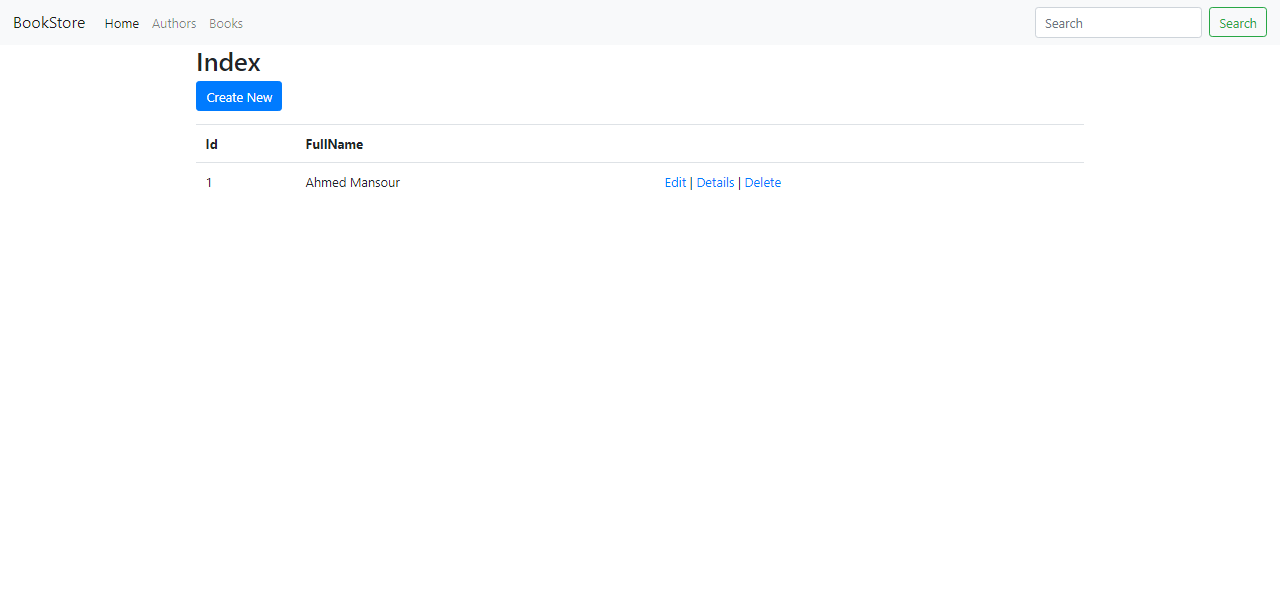 BookStore Home Authors Books Search Search
Index
Create New
Id FullName
1 Ahmed Mansour Edit | Details | Delete